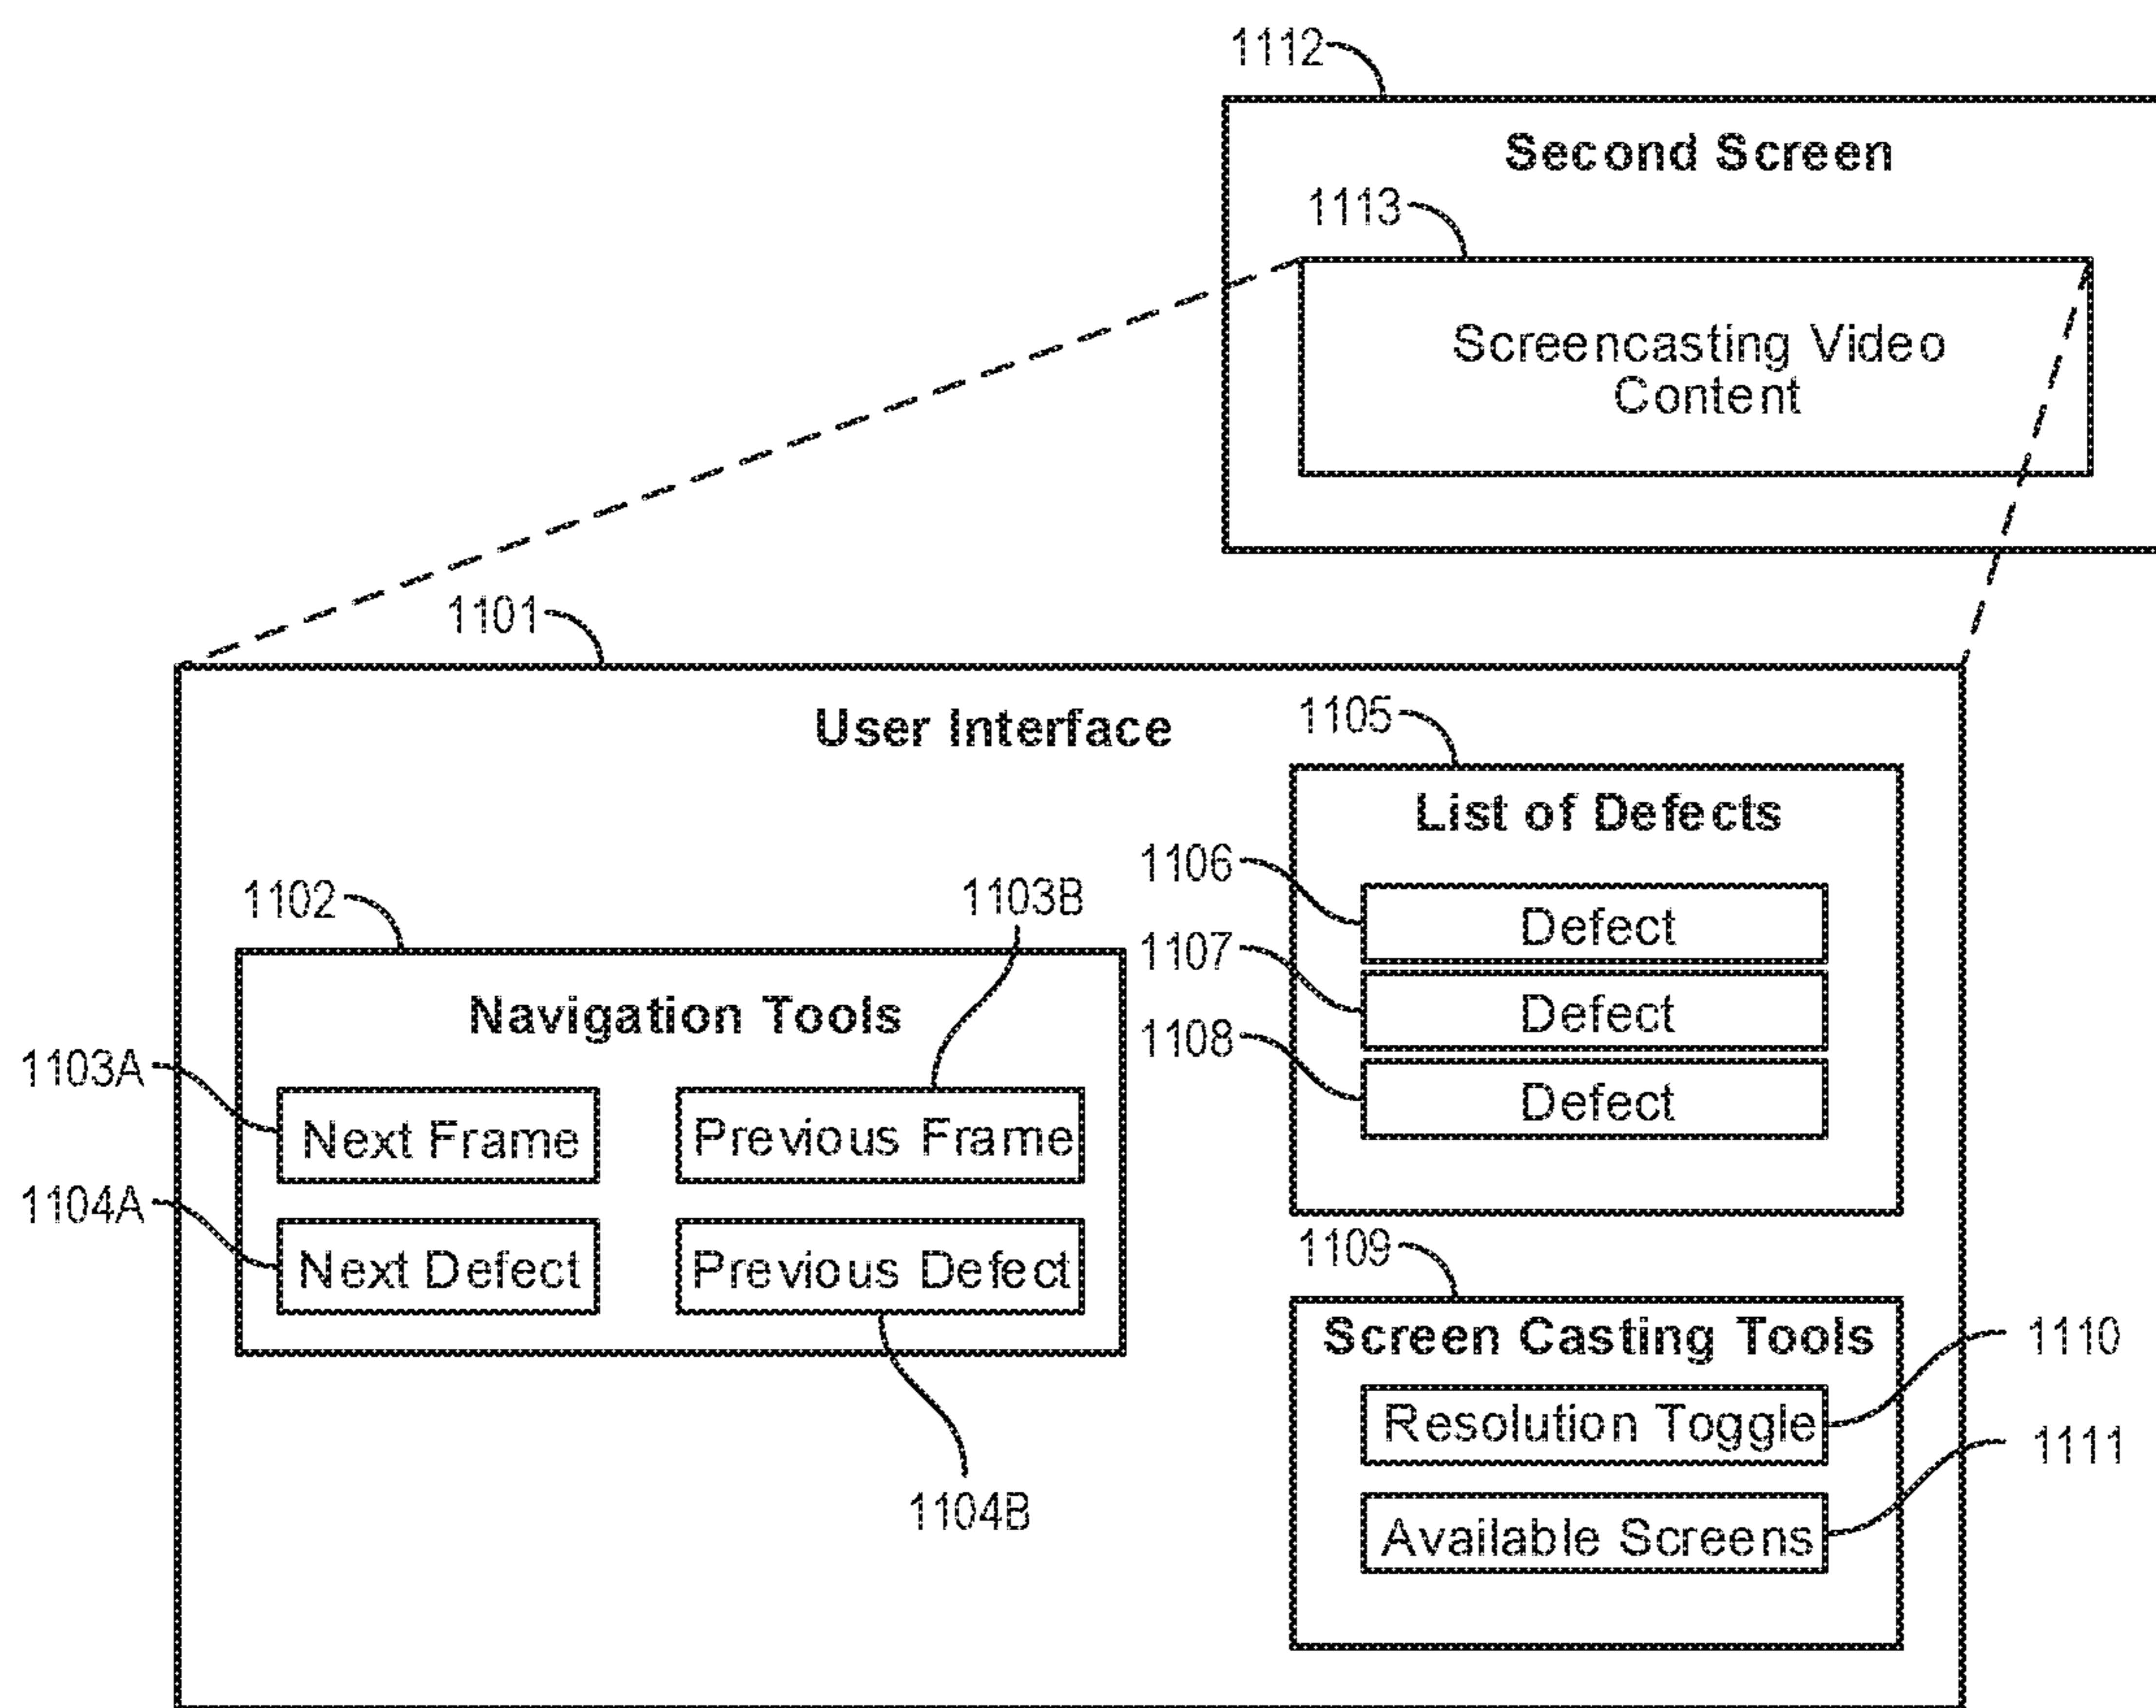 1112
Second Screen
1113
Screencasting Video
Content
1101
User Interface
1105
List of Defects
1106
Defect
1107
Defect
1108
Defect
1102
1103B
Navigation Tools
1103A
Next Frame
Previous Frame
1104A
Next Defect
Previous Defect
1104B
1109
Screen Casting Tools
Resolution Toggle
1110
Available Screens
1111